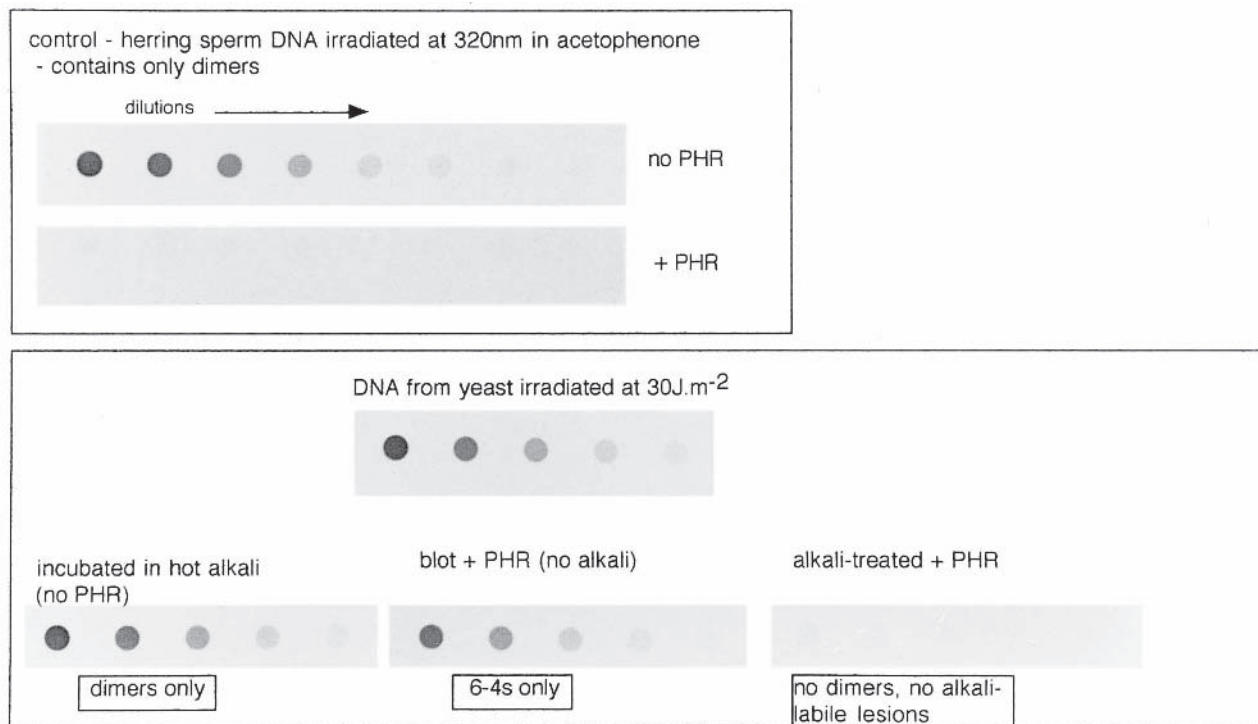 control - herring sperm DNA irradiated at 320nm in acetophenone
- contains only dimers
dilutions
no PHR
+ PHR
DNA from yeast irradiated at 30J.m-2
incubated in hot alkali
(no PHR)
blot + PHR (no alkali)
alkali-treated + PHR
dimers only
6-4s only
no dimers, no alkali-
labile lesions